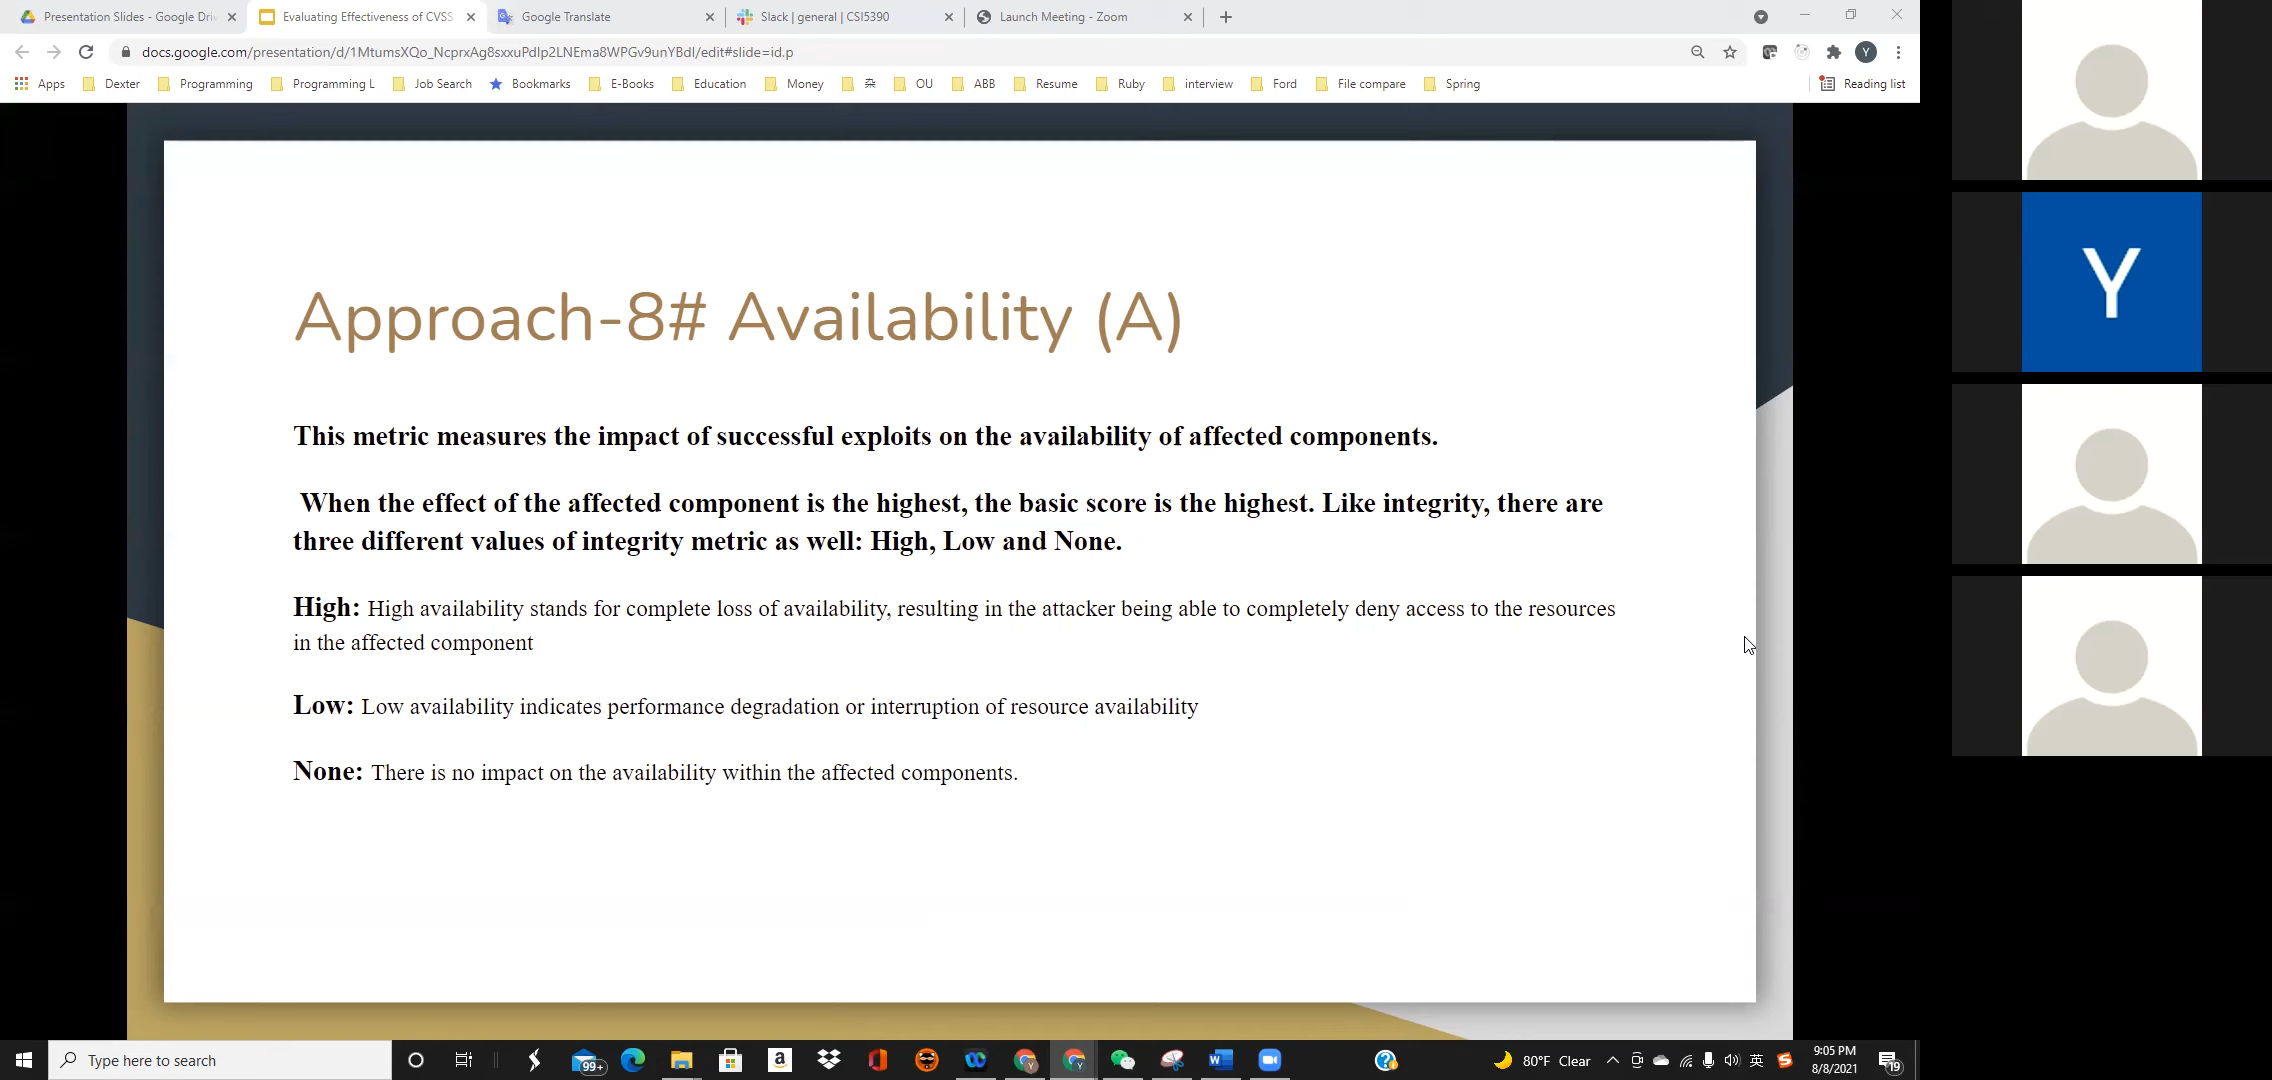 Presentation Slides - Google Driv
Evaluating Effectiveness of CVSS
Google Translate
Slack | general | CSI5390
Launch Meeting - Zoom
docs.google.com/presentation/d/1MtumsXQo_NcprxAg8sxxuPdlp2LNEma8WPGv9unYBdI/edit#slide=id.p
Y
Apps Dexter Programming Programming L Job Search Bookmarks E-Books Education Money 杂 OU ABB Resume Ruby interview Ford File compare Spring Reading list
Y
Approach-8# Availability (A)
This metric measures the impact of successful exploits on the availability of affected components.
When the effect of the affected component is the highest, the basic score is the highest. Like integrity, there are
three different values of integrity metric as well: High, Low and None.
High: High availability stands for complete loss of availability, resulting in the attacker being able to completely deny access to the resources
in the affected component
Low: Low availability indicates performance degradation or interruption of resource availability
None: There is no impact on the availability within the affected components.
Type here to search
99+
80°F Clear
英
9:05 PM
8/8/2021
19